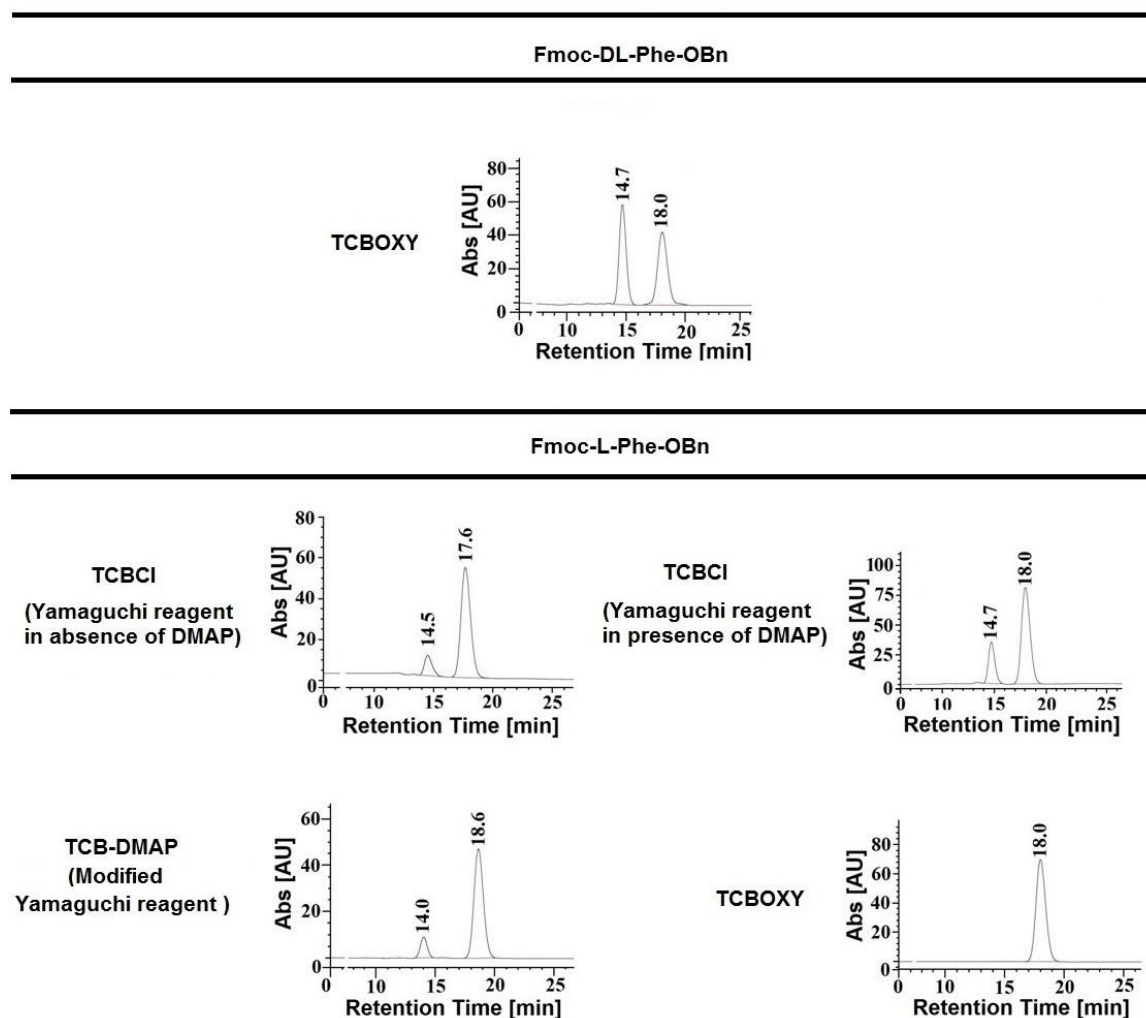 Fmoc-DL-Phe-OBn
TCBOXY
Abs [AU]
80
60
40
20
0
14.7
18.0
0 10 15 20 25
Retention Time [min]
Fmoc-L-Phe-OBn
TCBCI
(Yamaguchi reagent
in absence of DMAP)
Abs [AU]
80
60
40
20
0
14.5
17.6
0 10 15 20 25
Retention Time [min]
TCBCI
(Yamaguchi reagent
in presence of DMAP)
Abs [AU]
100
75
50
25
0
14.7
18.0
0 10 15 20 25
Retention Time [min]
TCB-DMAP
(Modified
Yamaguchi reagent )
Abs [AU]
60
40
20
0
14.0
18.6
0 10 15 20 25
Retention Time [min]
TCBOXY
Abs [AU]
80
60
40
20
0
18.0
0 10 15 20 25
Retention Time [min]